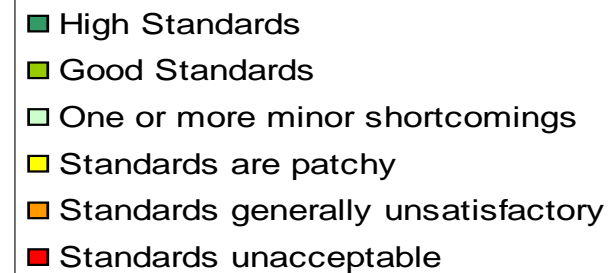 High Standards
Good Standards
One or more minor shortcomings
Standards are patchy
Standards generally unsatisfactory
Standards unacceptable